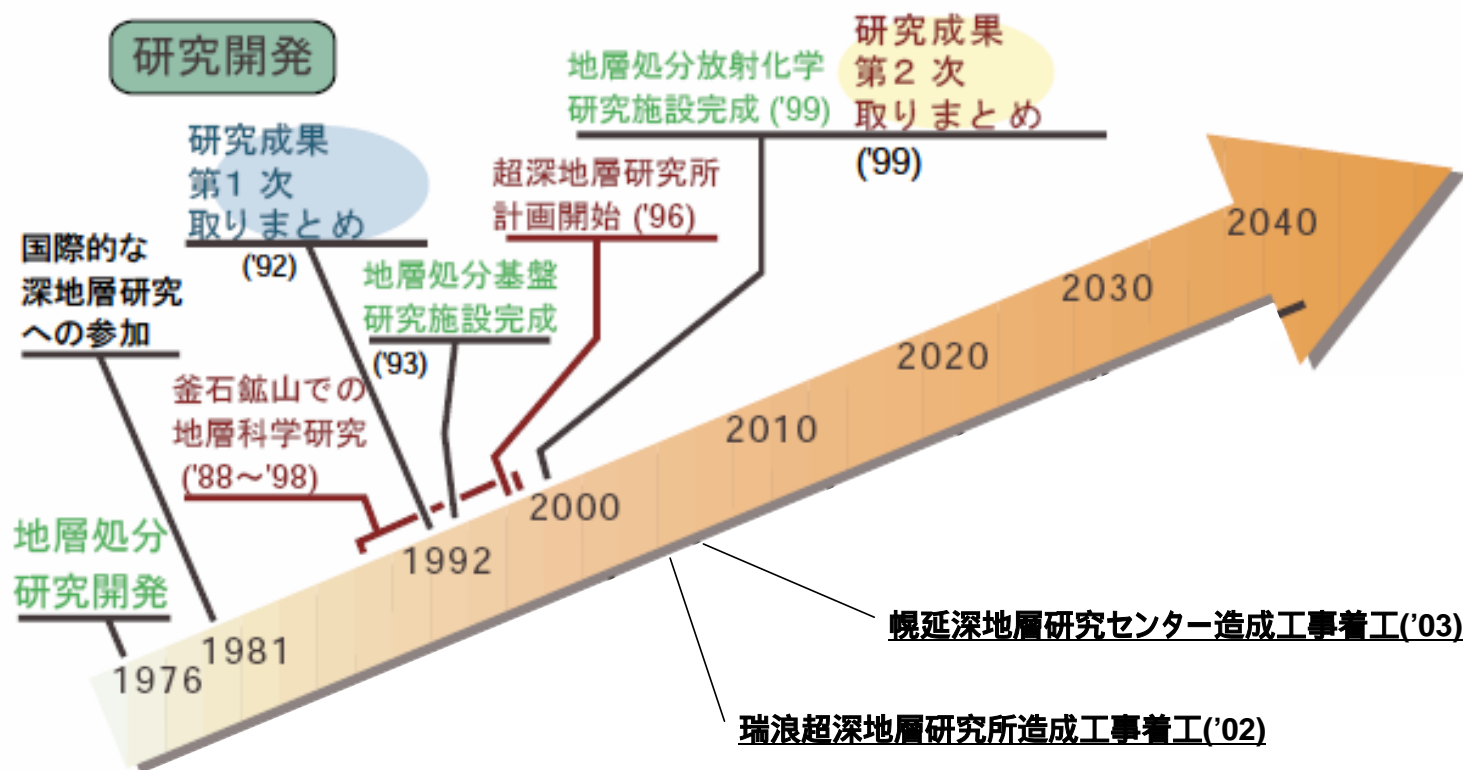 研究開発
国際的な
深地層研究
への参加
研究成果
第1 次
取りまとめ
('92)
地層処分基盤
研究施設完成
('93)
超深地層研究所
計画開始 ('96)
地層処分放射化学
研究施設完成 ('99)
研究成果
第2 次
取りまとめ
('99)
釜石鉱山での
地層科学研究
('88～'98)
地層処分
研究開発
1976
1981
1992
2000
2010
2020
2030
2040
幌延深地層研究センター造成工事着工('03)
瑞浪超深地層研究所造成工事着工('02)